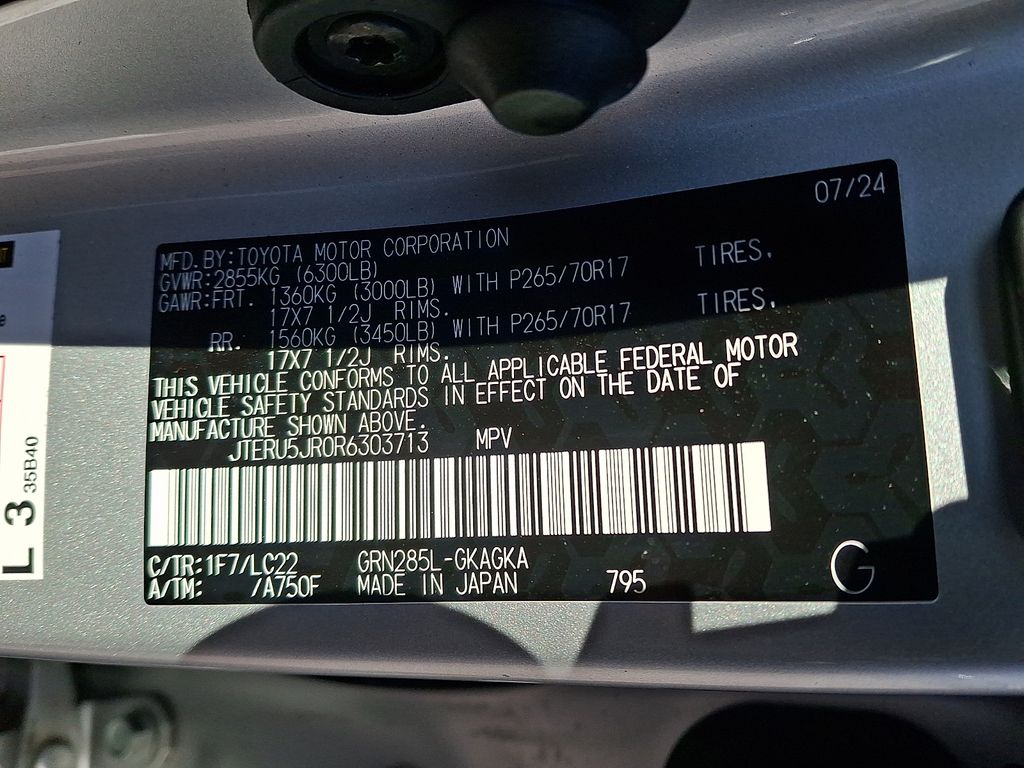 07/24
MFD. BY: TOYOTA MOTOR CORPORATION
GVWR: 2855KG (6300LB)
GAWR: FRT. 1360KG (3000LB) WITH P265/70R17 TIRES,
17X7 1/2J RIMS.
RR. 1560KG (3450LB) WITH P265/70R17 TIRES,
17X7 1/2J RIMS.
THIS VEHICLE CONFORMS TO ALL APPLICABLE FEDERAL MOTOR
VEHICLE SAFETY STANDARDS IN EFFECT ON THE DATE OF
MANUFACTURE SHOWN ABOVE.
JTERU5JR0R6303713 MPV
C/TR: 1F7/LC22 GRN285L-GKAGKA
A/TM: /A750F MADE IN JAPAN 795
G
L 3 35B40